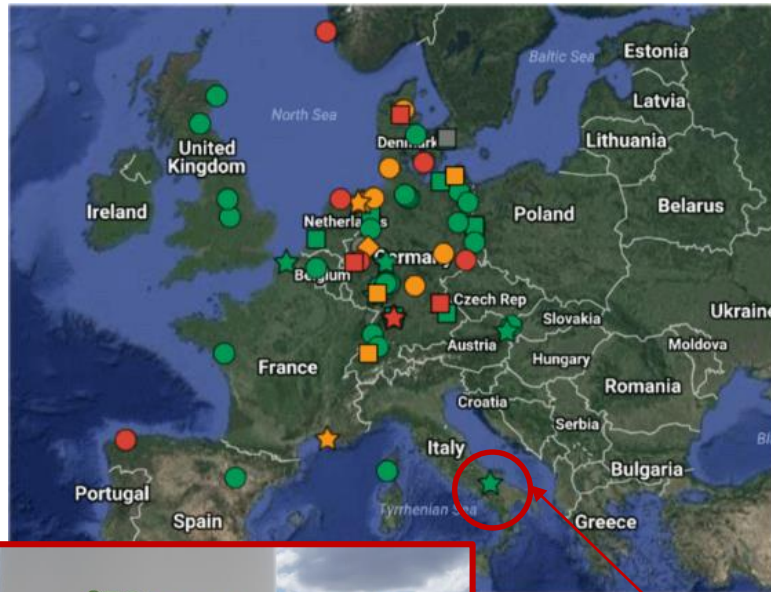 Baltic Sea
Estonia
Latvia
North Sea
Denmark
Lithuania
United
Kingdom
Ireland
Poland
Belarus
Netherlands
Germany
Belgium
Czech Rep
Ukraine
Slovakia
Austria
Moldova
Hungary
France
Romania
Croatia
Serbia
Italy
Bulgaria
Portugal
Spain
Tyrrhenian Sea
Greece